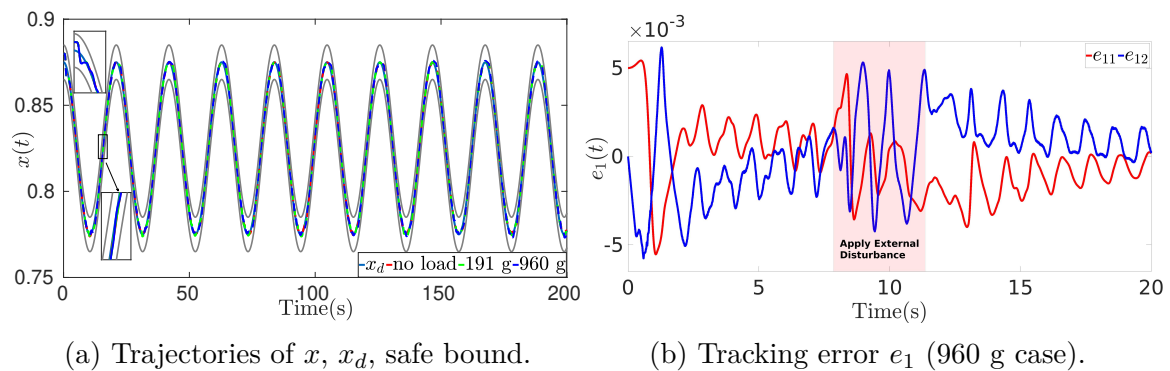 0.9
0.85
0.8
0.75
x(t)
0 50 100 150 200
Time(s)
x_d no load 191 g 960 g
×10^-3
5
0
-5
e_1(t)
0 5 10 15 20
Time(s)
e_11 e_12
Apply External
Disturbance
(a) Trajectories of x, x_d, safe bound.
(b) Tracking error e_1 (960 g case).